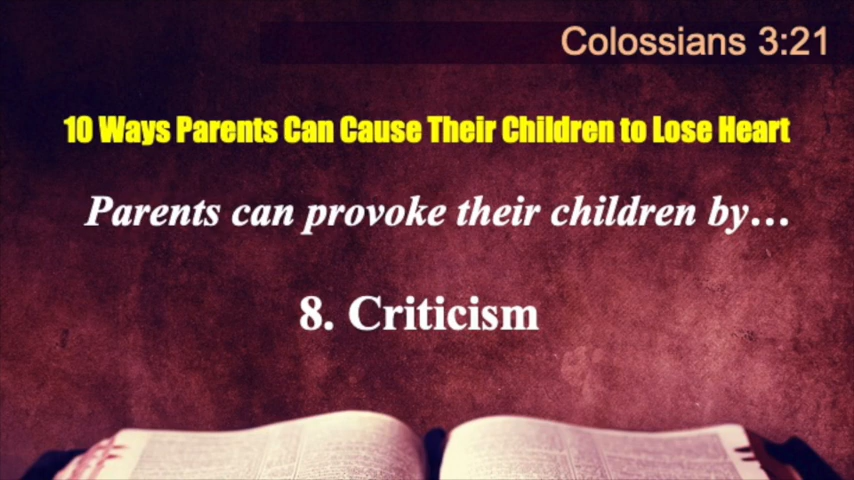 Colossians 3:21
10 Ways Parents Can Cause Their Children to Lose Heart
Parents can provoke their children by…
8. Criticism